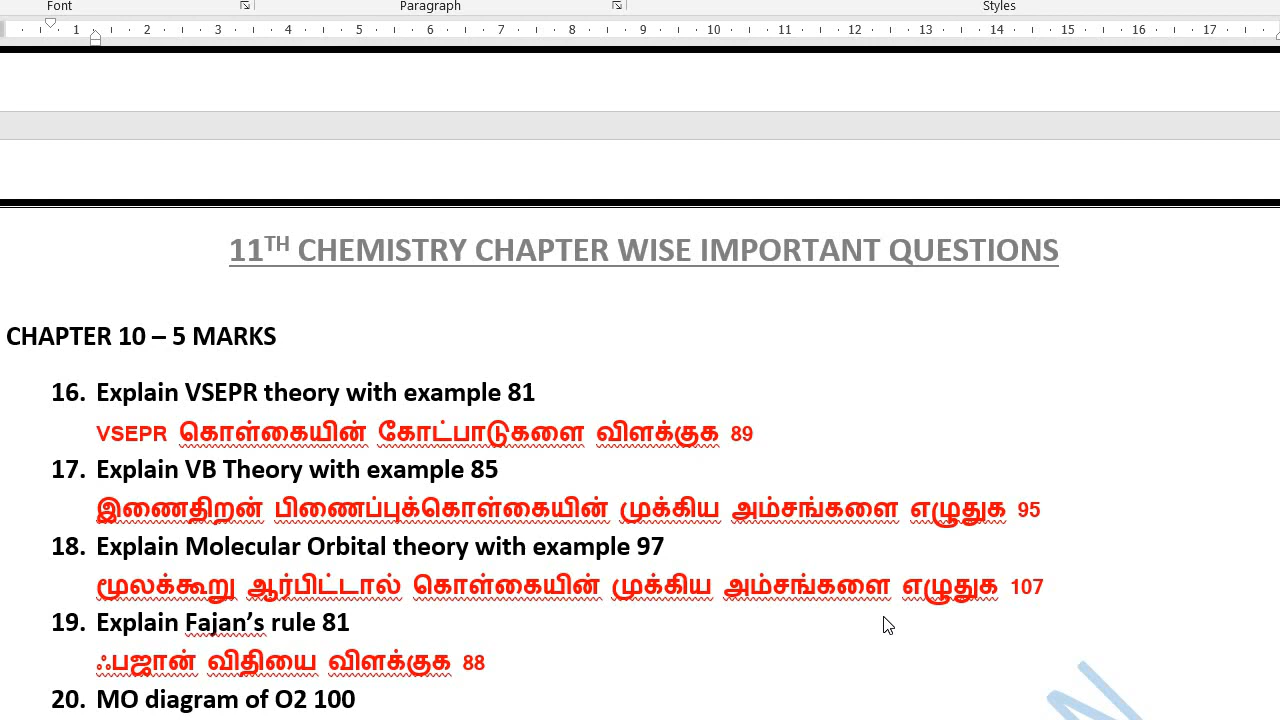 Font Paragraph Styles
1 2 3 4 5 6 7 8 9 10 11 12 13 14 15 16 17
11TH CHEMISTRY CHAPTER WISE IMPORTANT QUESTIONS
CHAPTER 10 – 5 MARKS
16. Explain VSEPR theory with example 81
VSEPR கொள்கையின் கோட்பாடுகளை விளக்குக 89
17. Explain VB Theory with example 85
இணைதிறன் பிணைப்புக்கொள்கையின் முக்கிய அம்சங்களை எழுதுக 95
18. Explain Molecular Orbital theory with example 97
மூலக்கூறு ஆர்பிட்டால் கொள்கையின் முக்கிய அம்சங்களை எழுதுக 107
19. Explain Fajan’s rule 81
ஃபஜான் விதியை விளக்குக 88
20. MO diagram of O2 100